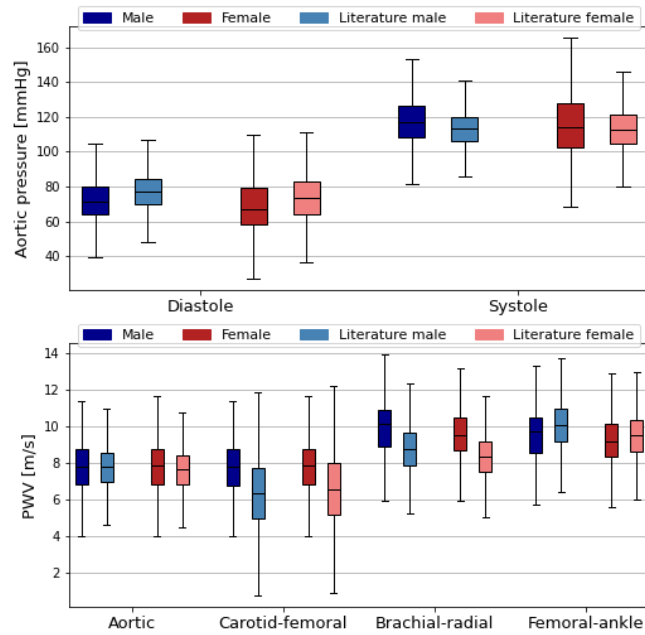 Male Female Literature male Literature female
160
140
120
100
80
60
40
Aortic pressure [mmHg]
Diastole Systole
Male Female Literature male Literature female
14
12
10
8
6
4
2
PWV [m/s]
Aortic Carotid-femoral Brachial-radial Femoral-ankle